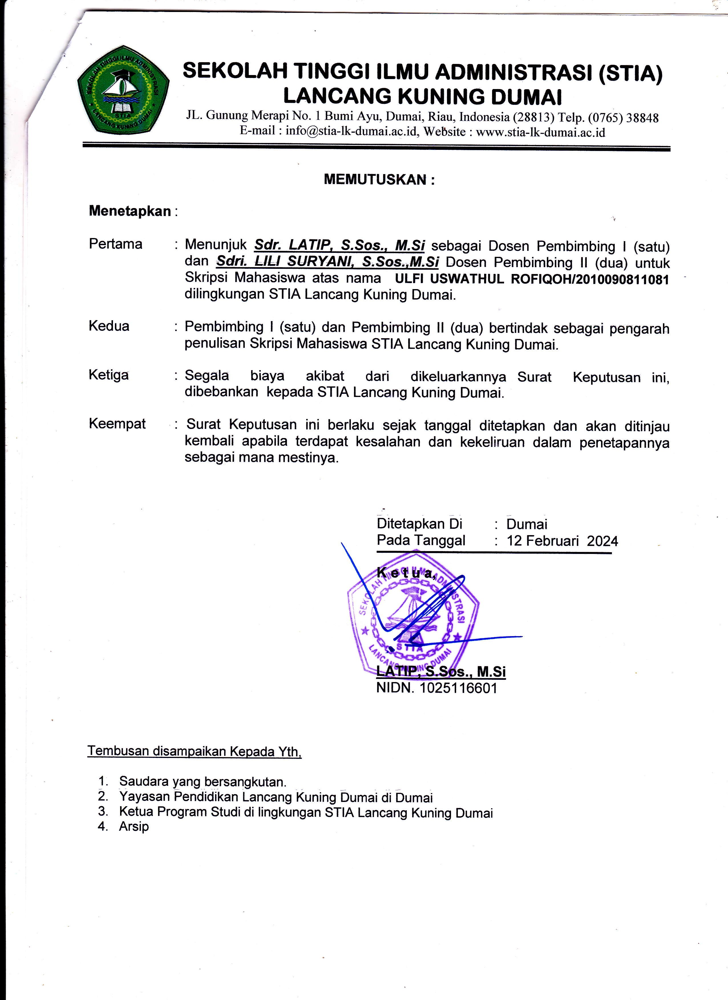 SEKOLAH TINGGI ILMU ADMINISTRASI (STIA)
LANCANG KUNING DUMAI
JL. Gunung Merapi No. 1 Bumi Ayu, Dumai, Riau, Indonesia (28813) Telp. (0765) 38848
E-mail : info@stia-lk-dumai.ac.id, Website : www.stia-lk-dumai.ac.id
SEKOLAH TINGGI ILMU ADMINISTRASI
STIA
LANCANG KUNING DUMAI
MEMUTUSKAN :
Menetapkan :
Pertama : Menunjuk Sdr. LATIP, S.Sos., M.Si sebagai Dosen Pembimbing I (satu)
dan Sdri. LILI SURYANI, S.Sos.,M.Si Dosen Pembimbing II (dua) untuk
Skripsi Mahasiswa atas nama ULFI USWATHUL ROFIQOH/2010090811081
dilingkungan STIA Lancang Kuning Dumai.
Kedua : Pembimbing I (satu) dan Pembimbing II (dua) bertindak sebagai pengarah
penulisan Skripsi Mahasiswa STIA Lancang Kuning Dumai.
Ketiga : Segala biaya akibat dari dikeluarkannya Surat Keputusan ini,
dibebankan kepada STIA Lancang Kuning Dumai.
Keempat : Surat Keputusan ini berlaku sejak tanggal ditetapkan dan akan ditinjau
kembali apabila terdapat kesalahan dan kekeliruan dalam penetapannya
sebagai mana mestinya.
Ditetapkan Di : Dumai
Pada Tanggal : 12 Februari 2024
K e t u a,
SEKOLAH TINGGI ILMU ADMINISTRASI
STIA
LANCANG KUNING DUMAI
LATIP, S.Sos., M.Si
NIDN. 1025116601
Tembusan disampaikan Kepada Yth,
1. Saudara yang bersangkutan.
2. Yayasan Pendidikan Lancang Kuning Dumai di Dumai
3. Ketua Program Studi di lingkungan STIA Lancang Kuning Dumai
4. Arsip